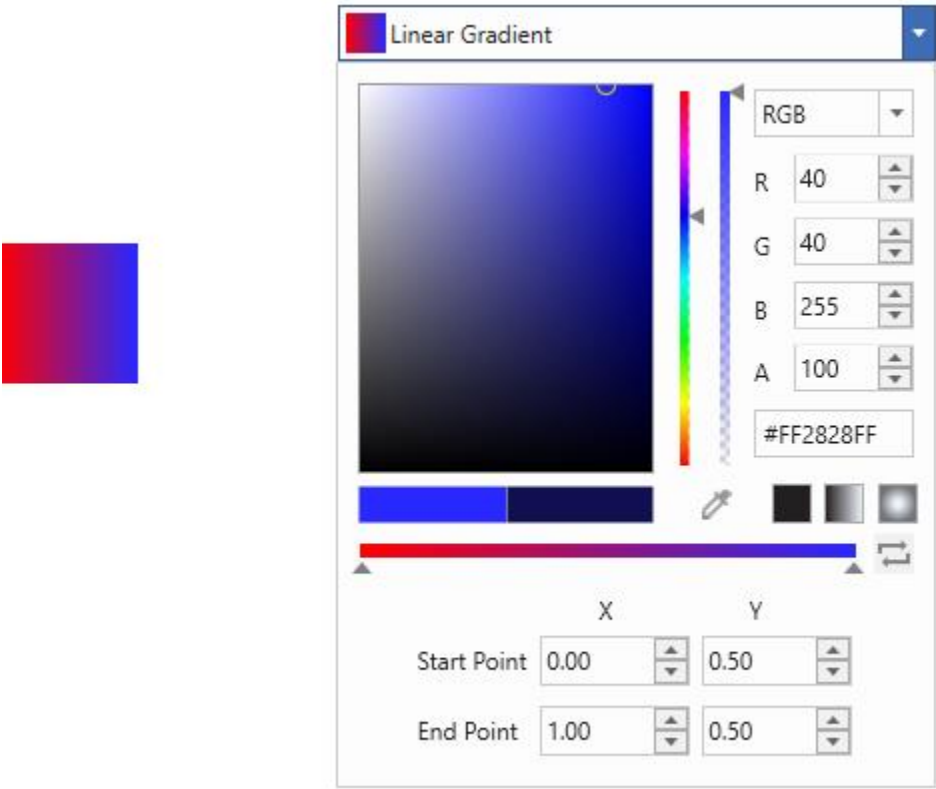 Linear Gradient
RGB
R 40
G 40
B 255
A 100
#FF2828FF
X Y
Start Point 0.00 0.50
End Point 1.00 0.50